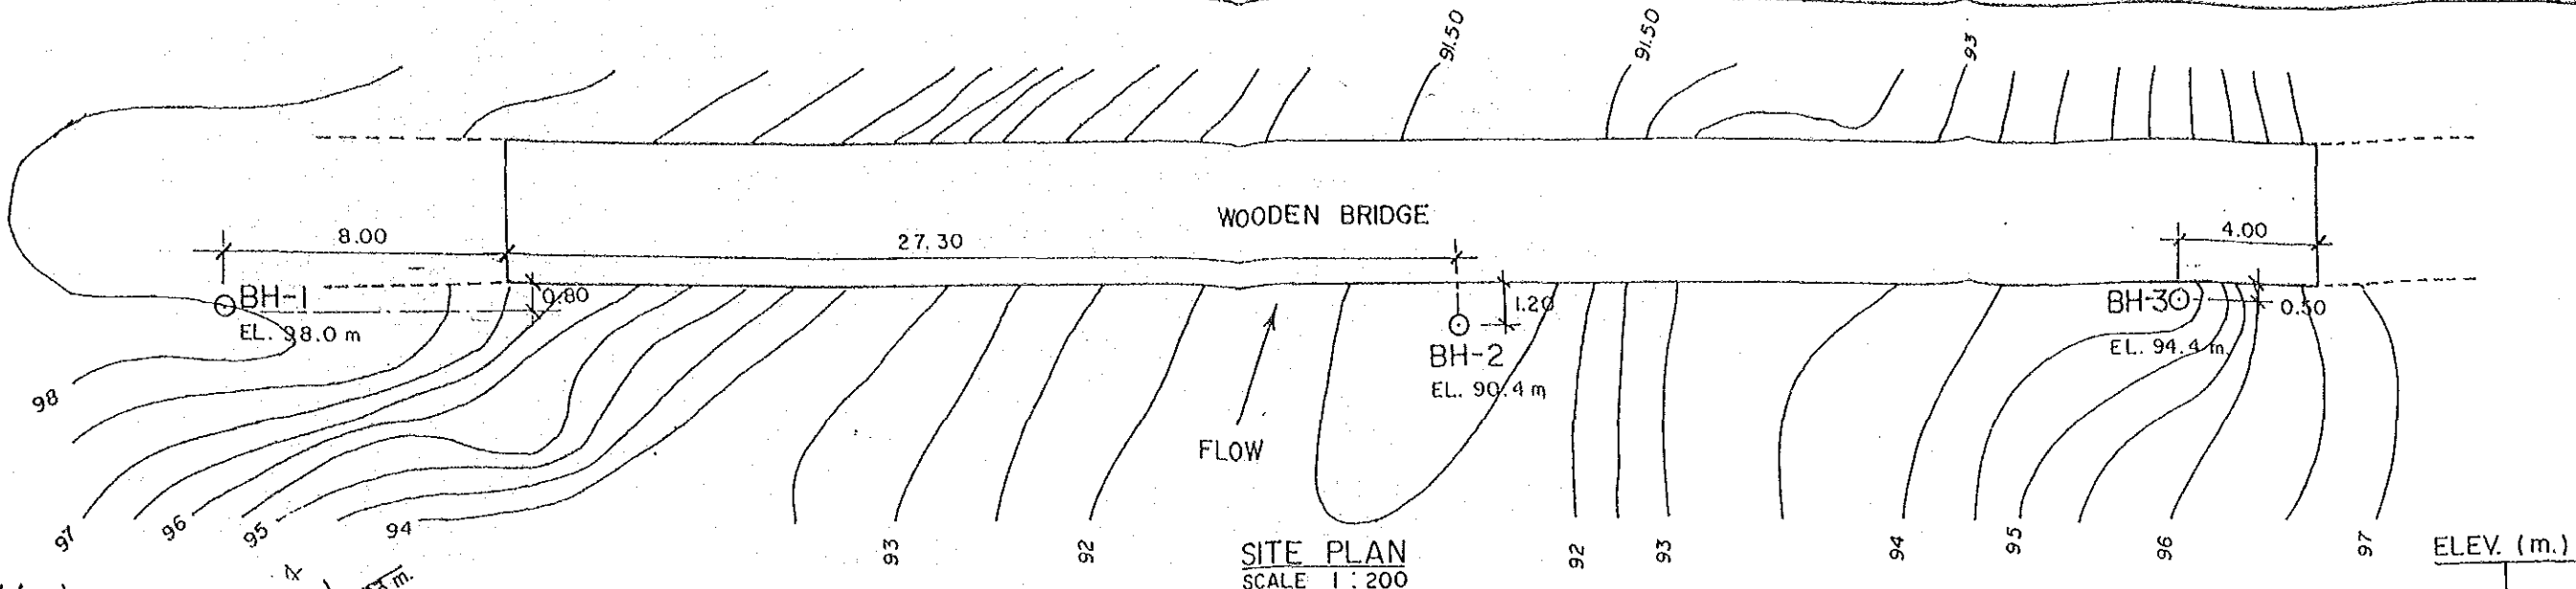 91.50
91.50
93
WOODEN BRIDGE
8.00
27.30
4.00
BH-1
0.80
EL. 98.0 m
1.20
BH-2
EL. 90.4 m
BH-3
0.50
EL. 94.4 m
FLOW
98
97
96
95
94
93
92
92
93
94
95
96
97
SITE PLAN
SCALE 1 : 200
ELEV. (m.)